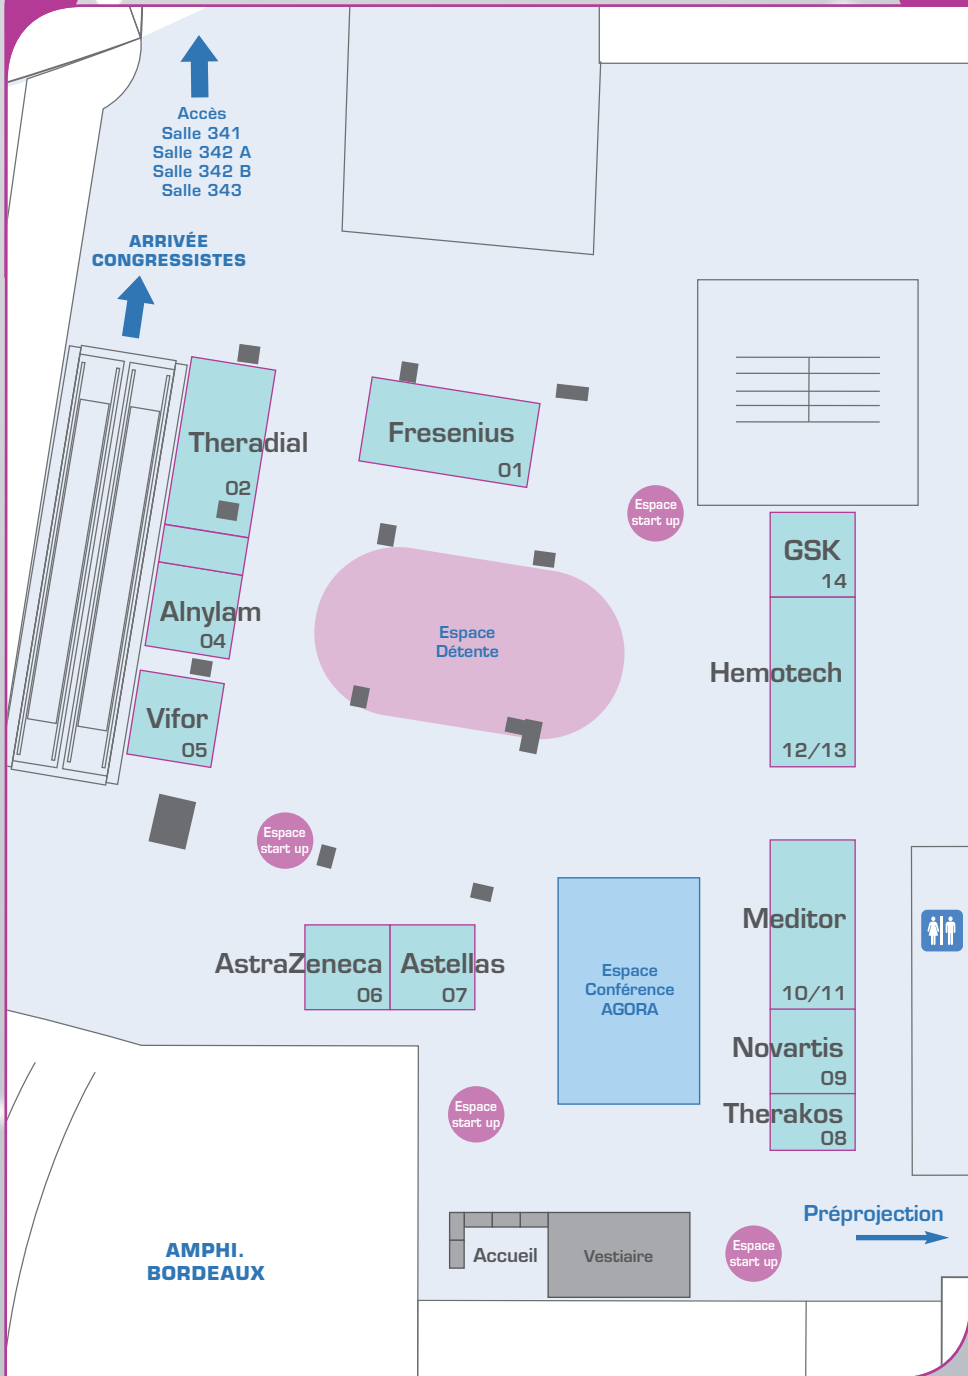 Accès
Salle 341
Salle 342 A
Salle 342 B
Salle 343
ARRIVÉE
CONGRESSISTES
Theradial
02
Fresenius
01
Espace
start up
GSK
14
Alnylam
04
Espace
Détente
Hemotech
12/13
Vifor
05
Espace
start up
Meditor
10/11
AstraZeneca
06
Astellas
07
Espace
Conférence
AGORA
Novartis
09
Therakos
08
Espace
start up
Préprojection
AMPHI.
BORDEAUX
Accueil
Vestiaire
Espace
start up